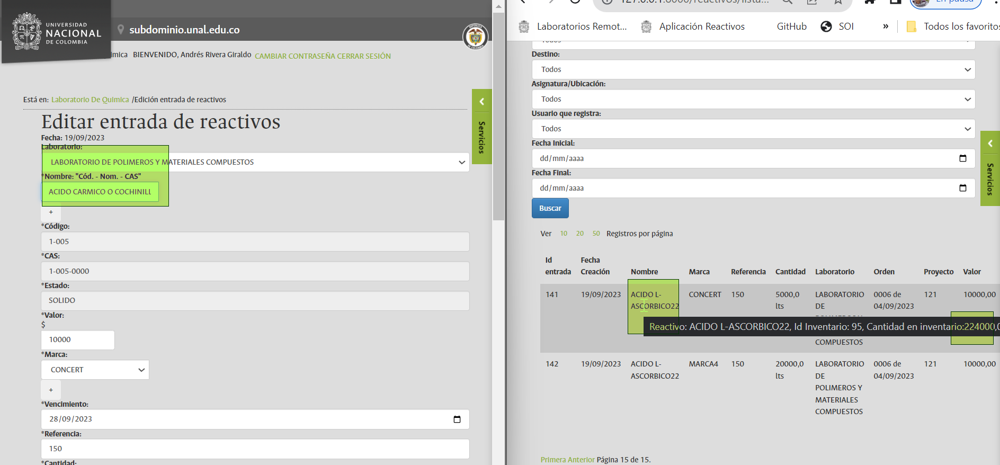 UNIVERSIDAD
NACIONAL
DE COLOMBIA
subdominio.unal.edu.co
imica BIENVENIDO, Andrés Rivera Giraldo CAMBIAR CONTRASEÑA CERRAR SESIÓN
Está en: Laboratorio De Quimica /Edición entrada de reactivos
Editar entrada de reactivos
Fecha: 19/09/2023
Laboratorio:
LABORATORIO DE POLIMEROS Y MATERIALES COMPUESTOS
*Nombre: "Cód. - Nom. - CAS"
ACIDO CARMICO O COCHINILL
+
*Código:
1-005
*CAS:
1-005-0000
*Estado:
SOLIDO
*Valor:
$
10000
*Marca:
CONCERT
+
*Vencimiento:
28/09/2023
*Referencia:
150
*Cantidad:
Servicios
En pausa
Laboratorios Remot... Aplicación Reactivos GitHub SOI » Todos los favoritos
Todos
Destino:
Todos
Asignatura/Ubicación:
Todos
Usuario que registra:
Todos
Fecha Inicial:
dd/mm/aaaa
Fecha Final:
dd/mm/aaaa
Buscar
Servicios
Ver 10 20 50 Registros por página
Id entrada Fecha Creación Nombre Marca Referencia Cantidad Laboratorio Orden Proyecto Valor
141 19/09/2023 ACIDO L- CONCERT 150 5000,0 LABORATORIO 0006 de 121 10000,00
ASCORBICO22 lts DE 04/09/2023
Reactivo: ACIDO L-ASCORBICO22, Id Inventario: 95, Cantidad en inventario:224000,0
COMPUESTOS
142 19/09/2023 ACIDO L- MARCA4 150 20000,0 LABORATORIO 0006 de 121 10000,00
ASCORBICO22 lts DE 04/09/2023
POLIMEROS Y
MATERIALES
COMPUESTOS
Primera Anterior Página 15 de 15.